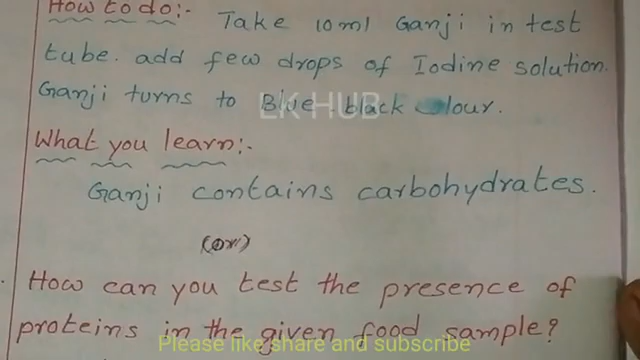 How to do:-
Take 10ml Ganji in test
tube. add few drops of Iodine solution.
Ganji turns to Blue black colour.
LK HUB
What you learn:-
Ganji contains carbohydrates.
(or)
How can you test the presence of
proteins in the given food sample?
Please like share and subscribe